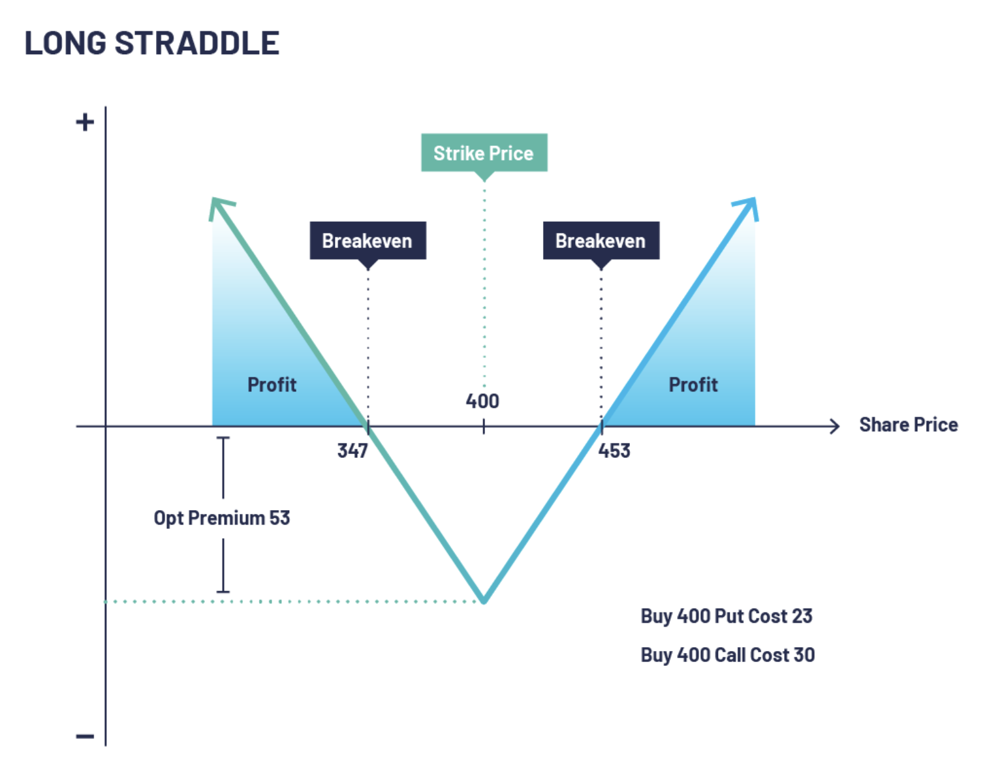 LONG STRADDLE
+
Strike Price
Breakeven
Breakeven
Profit
Profit
400
Share Price
347
453
Opt Premium 53
Buy 400 Put Cost 23
Buy 400 Call Cost 30
−